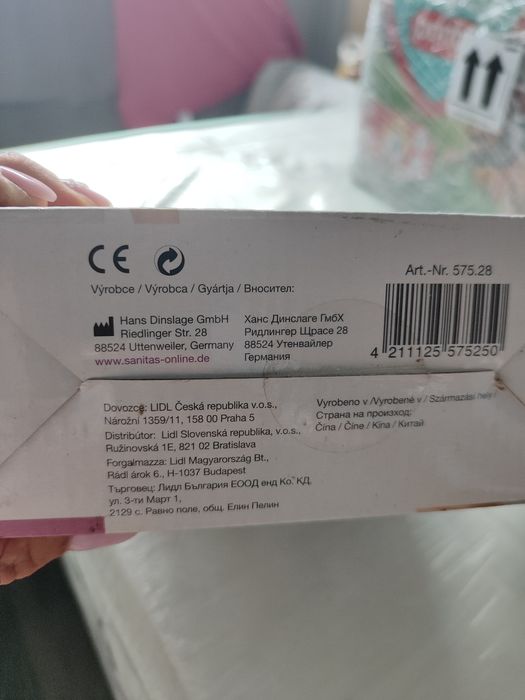 CE
Výrobce / Výrobca / Gyártja / Вносител:
Hans Dinslage GmbH
Riedlinger Str. 28
88524 Uttenweiler, Germany
www.sanitas-online.de
Ханс Динслаге ГмбХ
Ридлингер Щрасе 28
88524 Утенвайлер
Германия
Art.-Nr. 575.28
4 211125 575250
Dovozce: LIDL Česká republika v.o.s.,
Nárožní 1359/11, 158 00 Praha 5
Distribútor: Lidl Slovenská republika, v.o.s.,
Ružinovská 1E, 821 02 Bratislava
Forgalmazza: Lidl Magyarország Bt.,
Rádl árok 6., H-1037 Budapest
Търговец: Лидл България ЕООД енд Ко. КД,
ул. 3-ти Март 1,
2129 с. Равно поле, общ. Елин Пелин
Vyrobeno v /Vyrobené v / Származási hely /
Страна на произход:
Čína / Číne / Kína / Китай